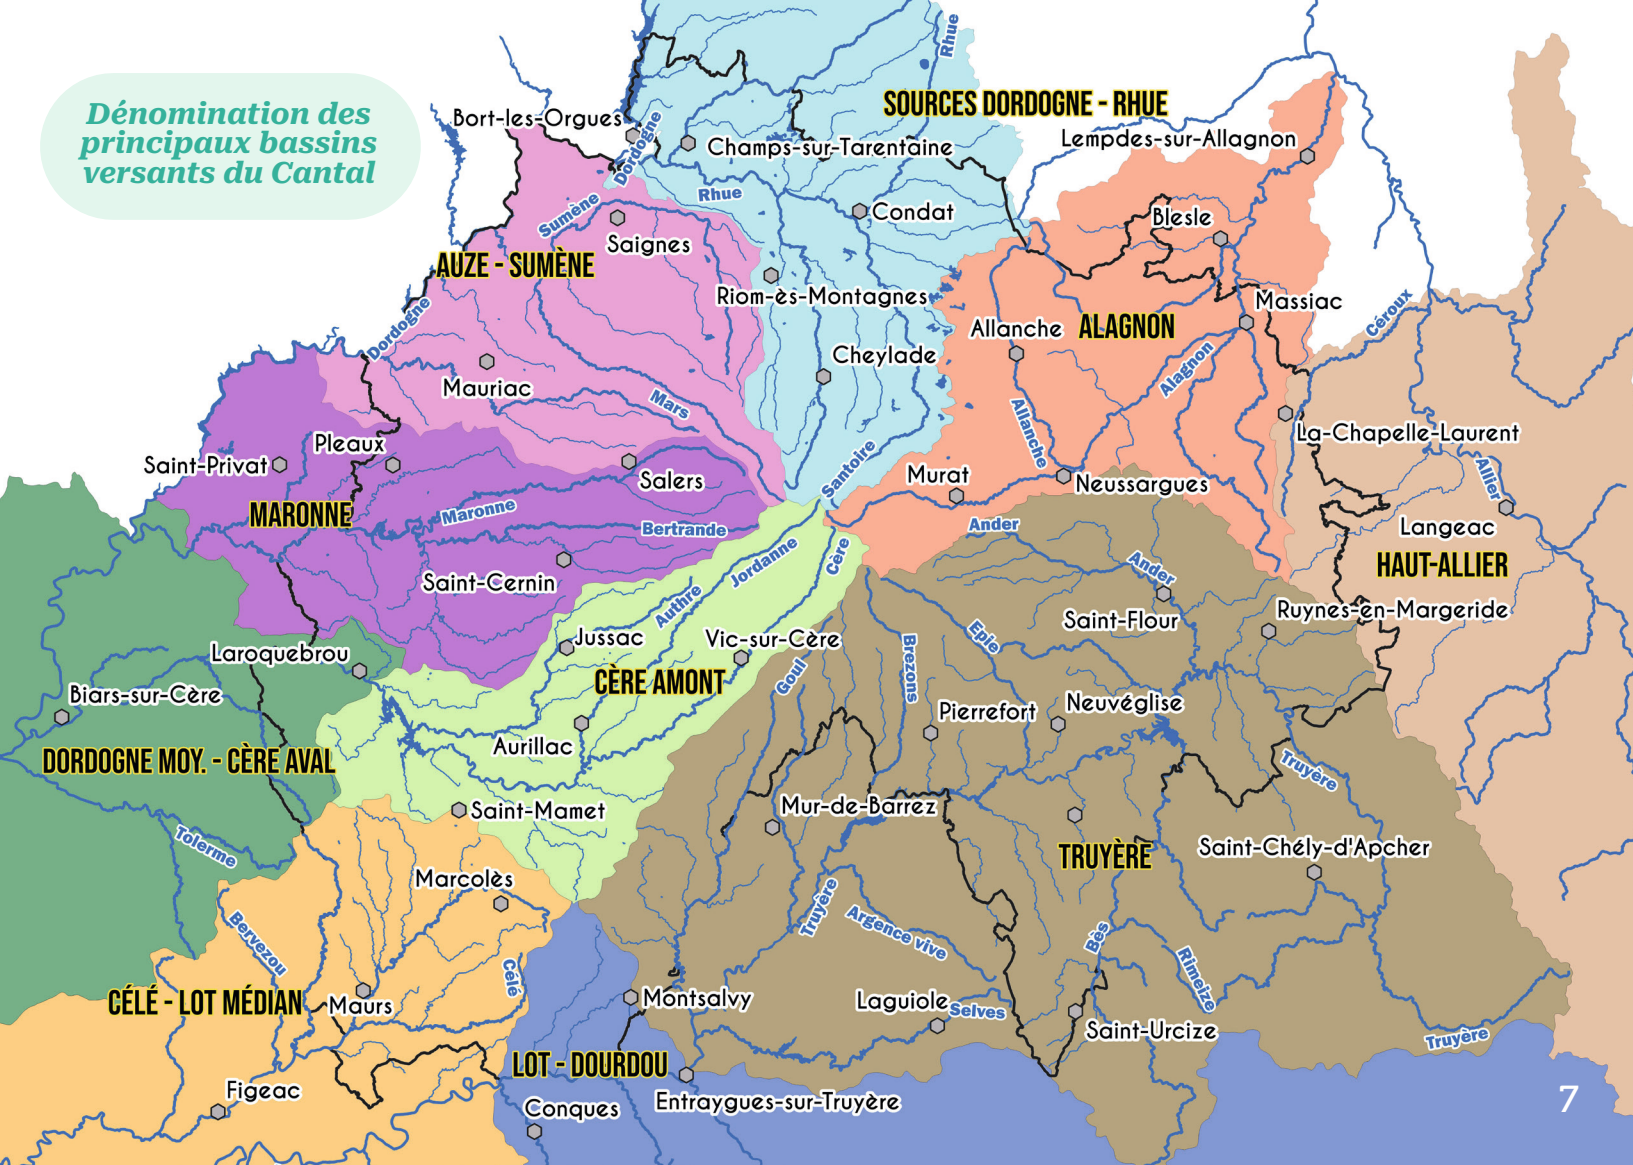 Dénomination des
principaux bassins
versants du Cantal
Rhue
SOURCES DORDOGNE - RHUE
Bort-les-Orgues
Dordogne
Champs-sur-Tarentaine
Lempdes-sur-Allagnon
Rhue
Sumène
Condat
Blesle
Saignes
AUZE - SUMÈNE
Riom-ès-Montagnes
Massiac
Céroux
Dordogne
Allanche
ALAGNON
Cheylade
Alagnon
Mauriac
Mars
Allanche
La-Chapelle-Laurent
Pleaux
Saint-Privat
Salers
Santoire
Murat
Neussargues
Allier
MARONNE
Maronne
Bertrande
Ander
Langeac
Jordanne
Cère
HAUT-ALLIER
Saint-Cernin
Ander
Authre
Saint-Flour
Ruynes-en-Margeride
Jussac
Vic-sur-Cère
Epie
Laroquebrou
Brezons
Goul
CÈRE AMONT
Biars-sur-Cère
Pierrefort
Neuvéglise
Aurillac
DORDOGNE MOY. - CÈRE AVAL
Truyère
Saint-Mamet
Mur-de-Barrez
Tolerme
TRUYÈRE
Saint-Chély-d'Apcher
Marcolès
Truyère
Argence vive
Bès
Bervezou
Célé
Rimeize
CÉLÉ - LOT MÉDIAN
Maurs
Montsalvy
Laguiole
Selves
Saint-Urcize
Truyère
LOT - DOURDOU
Figeac
Conques
Entraygues-sur-Truyère
7